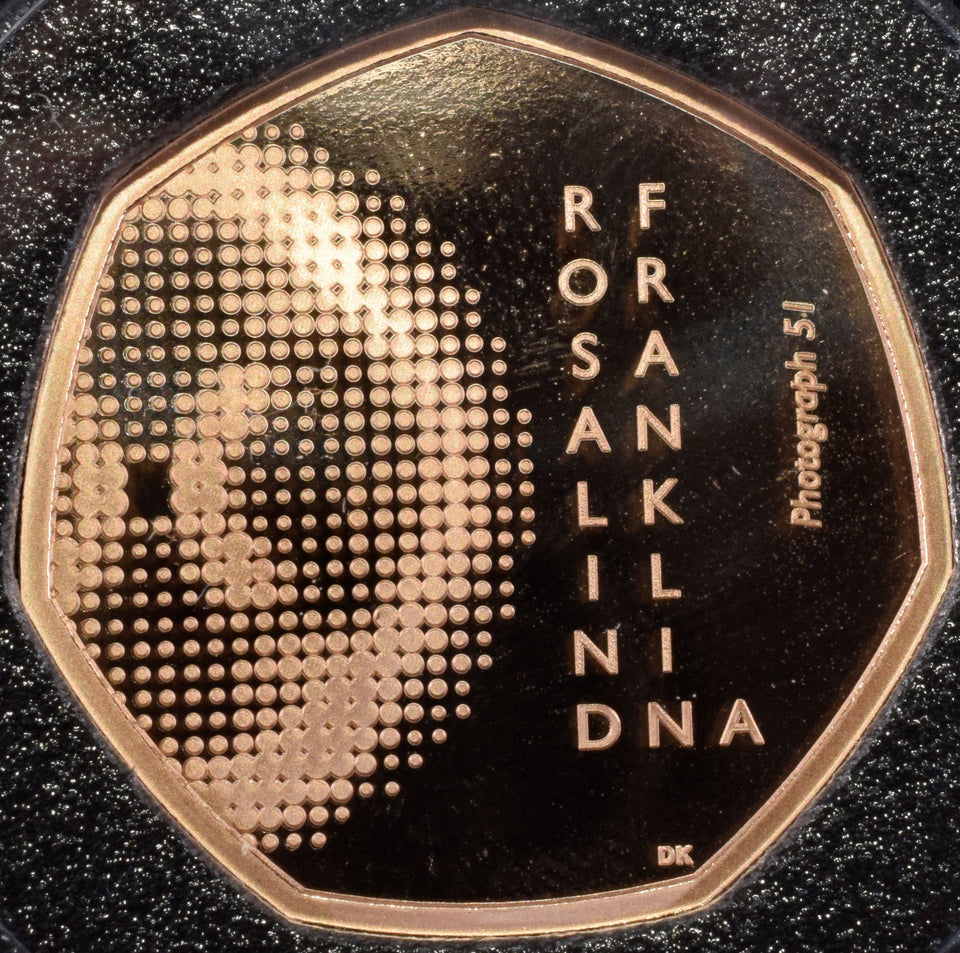 ROSALIND
FRANKLIN
DNA
Photograph 51
DK